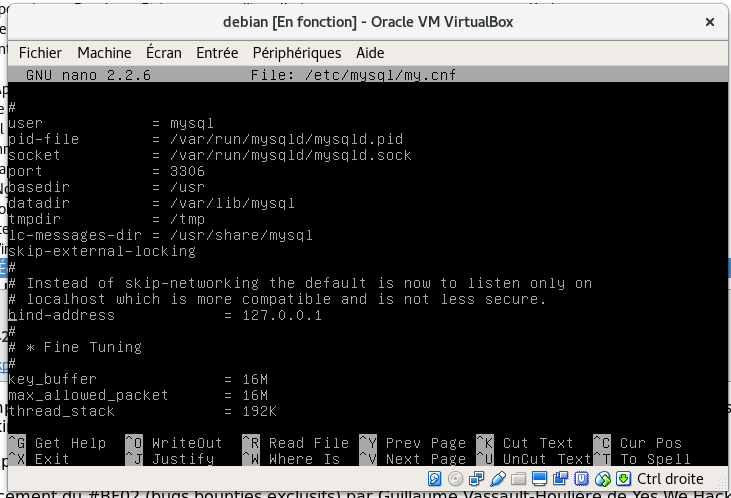 debian [En fonction] - Oracle VM VirtualBox
Fichier Machine Écran Entrée Périphériques Aide
GNU nano 2.2.6 File: /etc/mysql/my.cnf
#
user = mysql
pid-file = /var/run/mysqld/mysqld.pid
socket = /var/run/mysqld/mysqld.sock
port = 3306
basedir = /usr
datadir = /var/lib/mysql
tmpdir = /tmp
lc-messages-dir = /usr/share/mysql
skip-external-locking
#
# Instead of skip-networking the default is now to listen only on
# localhost which is more compatible and is not less secure.
bind-address = 127.0.0.1
#
# * Fine Tuning
#
key_buffer = 16M
max_allowed_packet = 16M
thread_stack = 192K
^G Get Help ^O WriteOut ^R Read File ^Y Prev Page ^K Cut Text ^C Cur Pos
^X Exit ^J Justify ^W Where Is ^V Next Page ^U UnCut Text ^T To Spell
Ctrl droite
cement du #BF02 (bugs bounties exclusifs) par Guillaume Vassault-Houlière de Yes We Hack